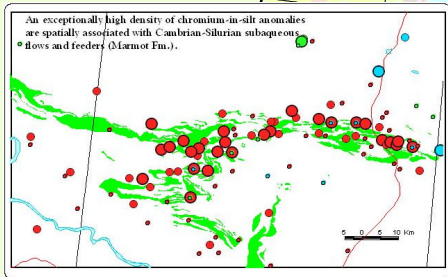 An exceptionally high density of chromium-in-silt anomalies
are spatially associated with Cambrian-Silurian subaqueous
flows and feeders (Marmot Fm.).
5 0 5 10 Km